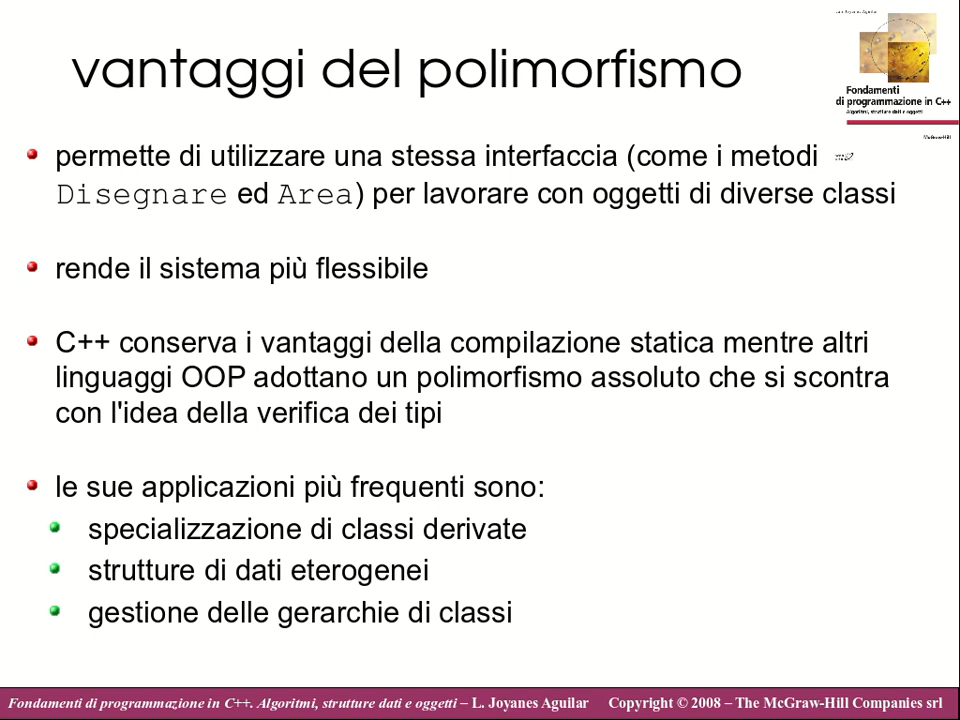 vantaggi del polimorfismo
Fondamenti
di programmazione in C++
Algoritmi, strutture dati e oggetti
McGraw-Hill
permette di utilizzare una stessa interfaccia (come i metodi
Disegnare ed Area) per lavorare con oggetti di diverse classi
rende il sistema più flessibile
C++ conserva i vantaggi della compilazione statica mentre altri
linguaggi OOP adottano un polimorfismo assoluto che si scontra
con l'idea della verifica dei tipi
le sue applicazioni più frequenti sono:
specializzazione di classi derivate
strutture di dati eterogenei
gestione delle gerarchie di classi
Fondamenti di programmazione in C++. Algoritmi, strutture dati e oggetti – L. Joyanes Aguilar Copyright © 2008 – The McGraw-Hill Companies srl